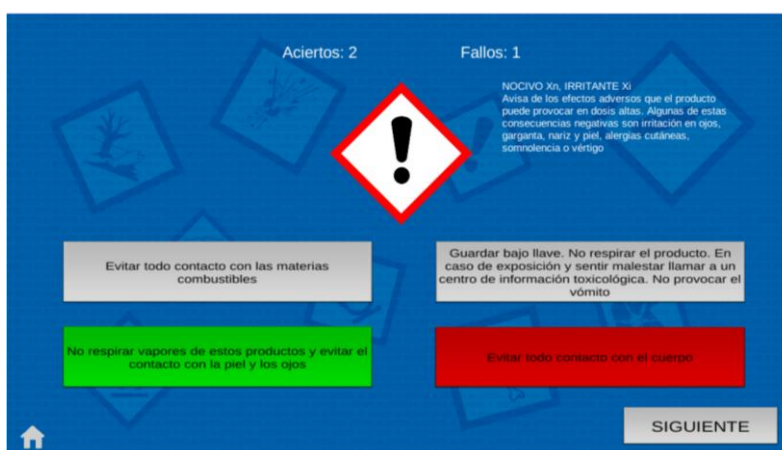 Aciertos: 2
Fallos: 1
NOCIVO Xn, IRRITANTE Xi
Avisa de los efectos adversos que el producto
puede provocar en dosis altas. Algunas de estas
consecuencias negativas son irritación en ojos,
garganta, nariz y piel, alergias cutáneas,
somnolencia o vértigo
Evitar todo contacto con las materias
combustibles
Guardar bajo llave. No respirar el producto. En
caso de exposición y sentir malestar llamar a un
centro de información toxicológica. No provocar el
vómito
No respirar vapores de estos productos y evitar el
contacto con la piel y los ojos
Evitar todo contacto con el cuerpo
SIGUIENTE